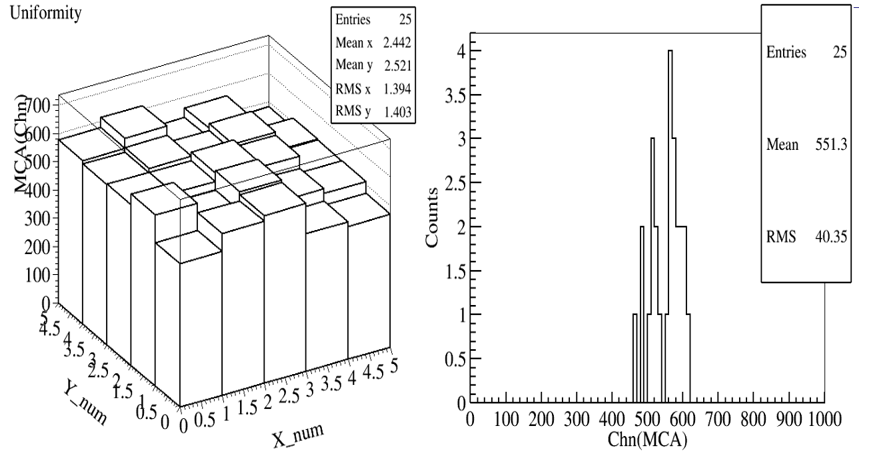 Uniformity
Entries 25
Mean x 2.442
Mean y 2.521
RMS x 1.394
RMS y 1.403
MCA(Chn)
700
600
500
400
300
200
100
0
5
4.5
4
3.5
3
2.5
2
1.5
1
0.5
0
Y_num
0 0.5 1 1.5 2 2.5 3 3.5 4 4.5 5
X_num
Entries 25
Mean 551.3
RMS 40.35
Counts
4
3.5
3
2.5
2
1.5
1
0.5
0
0 100 200 300 400 500 600 700 800 900 1000
Chn(MCA)